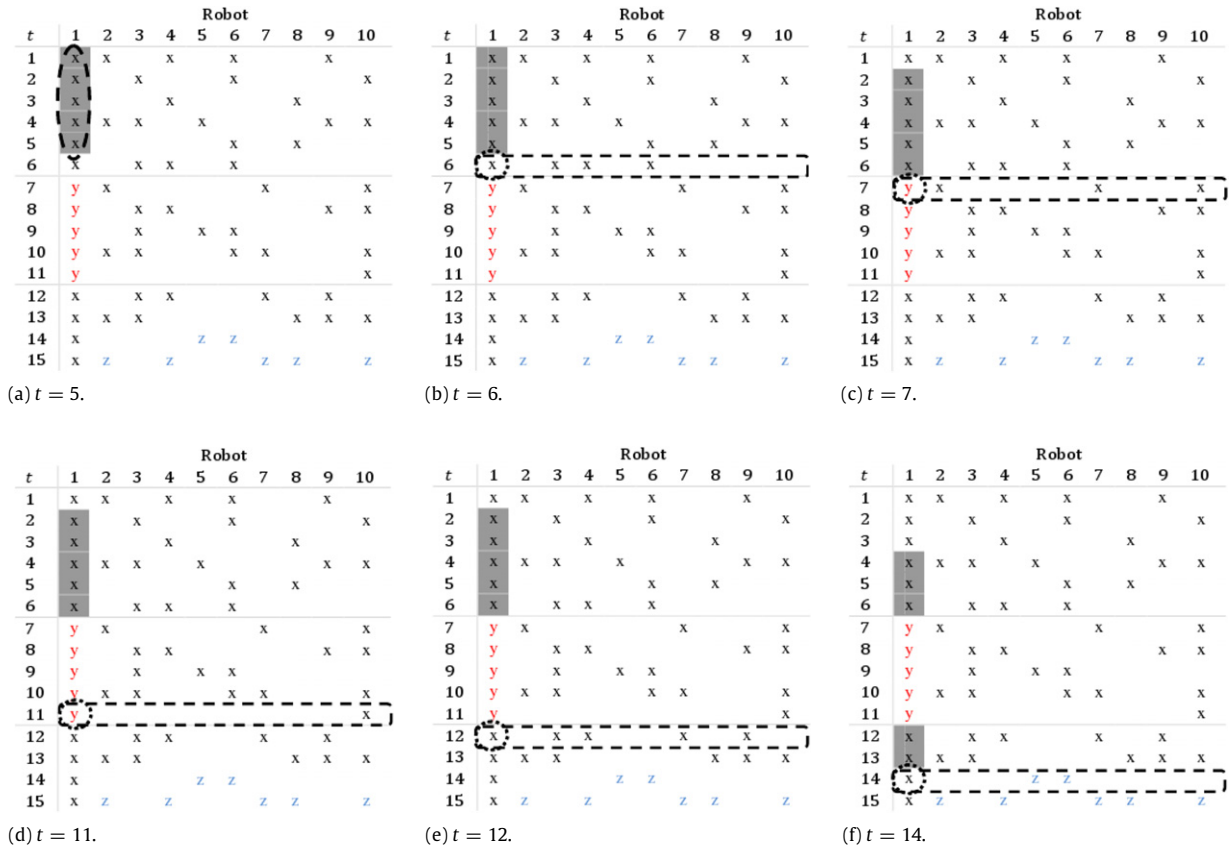 Robot
t 1 2 3 4 5 6 7 8 9 10
1 x x x x x
2 x x x x
3 x x x
4 x x x x x x
5 x x x
6 x x x x
7 y x x x
8 y x x x x
9 y x x x
10 y x x x x x
11 y x
12 x x x x x
13 x x x x x x
14 x z z
15 x z z z z z
(a) t = 5.
Robot
t 1 2 3 4 5 6 7 8 9 10
1 x x x x x
2 x x x x
3 x x x
4 x x x x x x
5 x x x
6 x x x x
7 y x x x
8 y x x x x
9 y x x x
10 y x x x x x
11 y x
12 x x x x x
13 x x x x x x
14 x z z
15 x z z z z z
(b) t = 6.
Robot
t 1 2 3 4 5 6 7 8 9 10
1 x x x x x
2 x x x x
3 x x x
4 x x x x x x
5 x x x
6 x x x x
7 y x x x
8 y x x x x
9 y x x x
10 y x x x x x
11 y x
12 x x x x x
13 x x x x x x
14 x z z
15 x z z z z z
(c) t = 7.
Robot
t 1 2 3 4 5 6 7 8 9 10
1 x x x x x
2 x x x x
3 x x x
4 x x x x x x
5 x x x
6 x x x x
7 y x x x
8 y x x x x
9 y x x x
10 y x x x x x
11 y x
12 x x x x x
13 x x x x x x
14 x z z
15 x z z z z z
(d) t = 11.
Robot
t 1 2 3 4 5 6 7 8 9 10
1 x x x x x
2 x x x x
3 x x x
4 x x x x x x
5 x x x
6 x x x x
7 y x x x
8 y x x x x
9 y x x x
10 y x x x x x
11 y x
12 x x x x x
13 x x x x x x
14 x z z
15 x z z z z z
(e) t = 12.
Robot
t 1 2 3 4 5 6 7 8 9 10
1 x x x x x
2 x x x x
3 x x x
4 x x x x x x
5 x x x
6 x x x x
7 y x x x
8 y x x x x
9 y x x x
10 y x x x x x
11 y x
12 x x x x x
13 x x x x x x
14 x z z
15 x z z z z z
(f) t = 14.